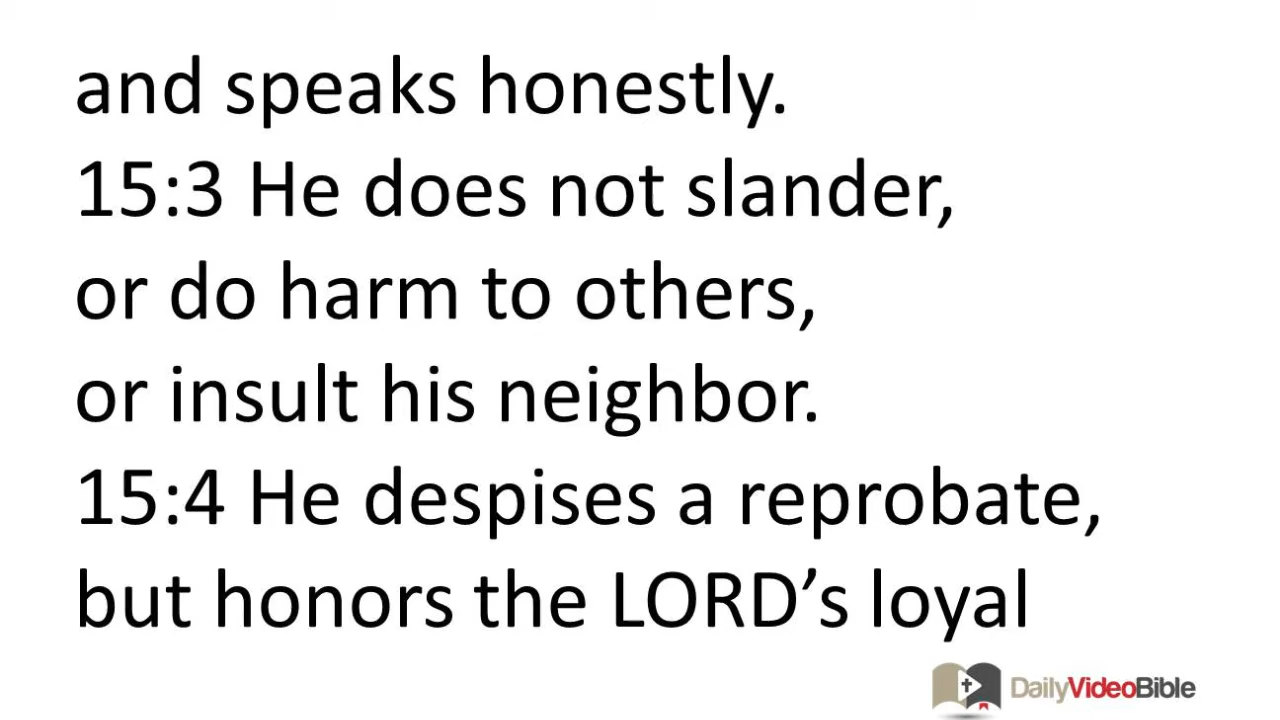 and speaks honestly.
15:3 He does not slander,
or do harm to others,
or insult his neighbor.
15:4 He despises a reprobate,
but honors the LORD’s loyal
DailyVideoBible